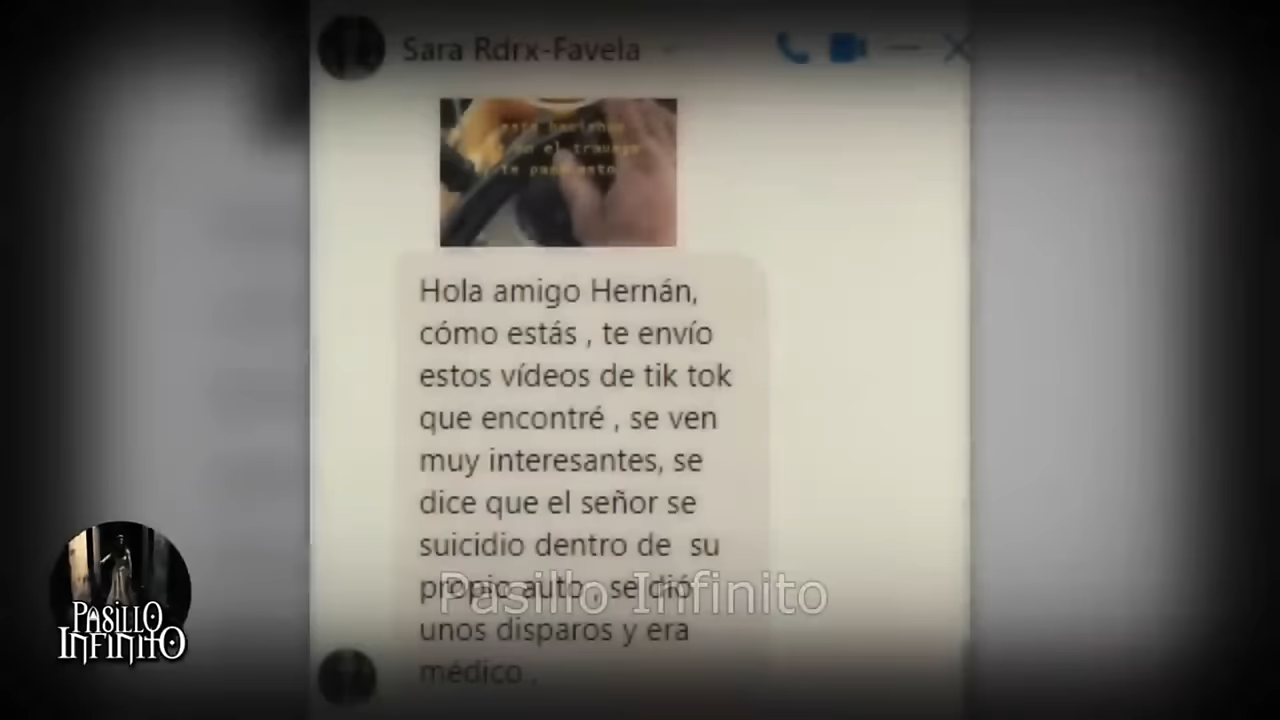 Sara Rdrx-Favela
el
te
Hola amigo Hernán,
cómo estás , te envío
estos vídeos de tik tok
que encontré , se ven
muy interesantes, se
dice que el señor se
suicidio dentro de su
propio auto , se dió
unos disparos y era
médico .
Pasillo Infinito
PASILLO
INFINITO